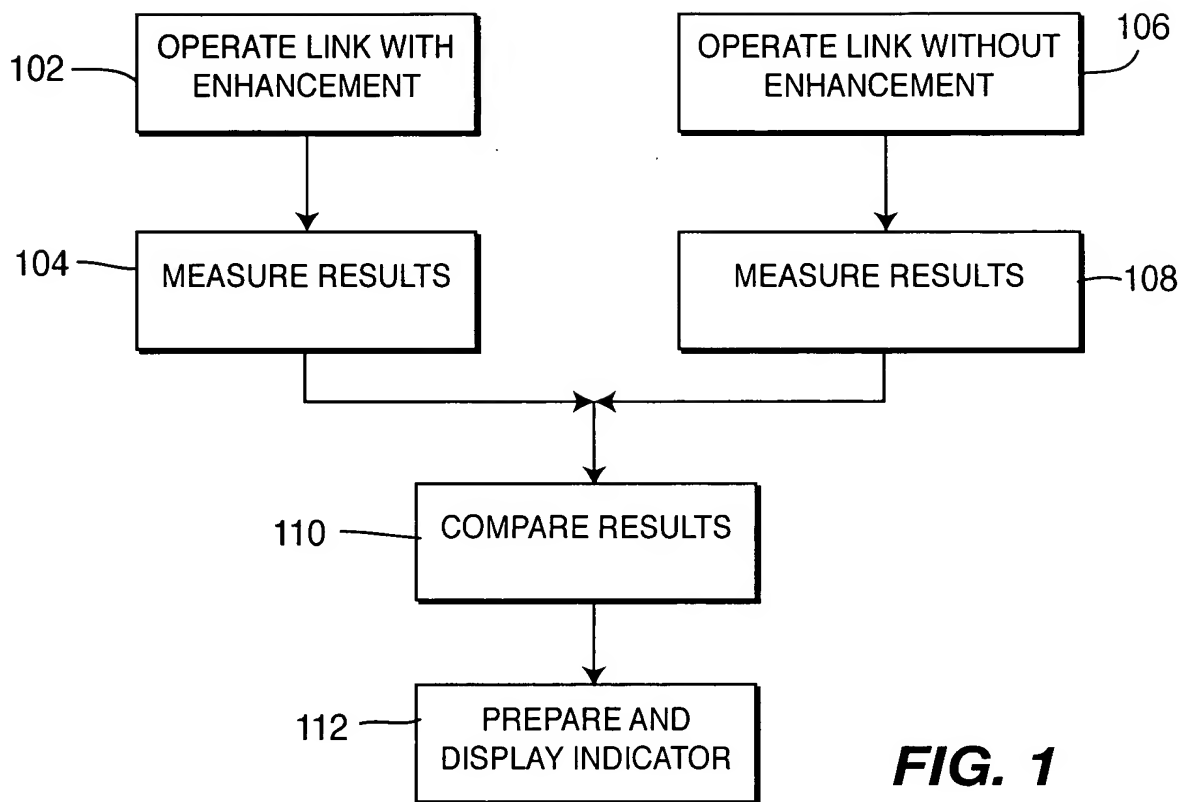 OPERATE LINK WITH
ENHANCEMENT
102
OPERATE LINK WITHOUT
ENHANCEMENT
106
104
MEASURE RESULTS
MEASURE RESULTS
108
110
COMPARE RESULTS
112
PREPARE AND
DISPLAY INDICATOR
FIG. 1